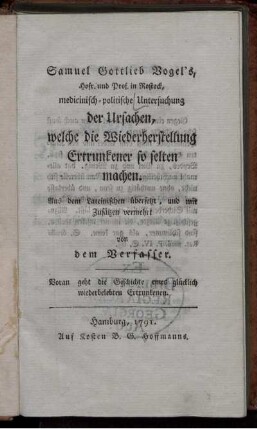 Samuel Gottlieb Vogel's,
Hofr. und Prof. in Rostock,
medicinisch-politische Untersuchung
der Ursachen,
welche die Wiederherstellung
Ertrunkener so selten
machen.
Aus dem Lateinischen übersetzt, und mit
Zusätzen vermehrt
von
dem Verfasser.
Voran geht die Geschichte eines glücklich
wiederbelebten Ertrunkenen.
Hamburg, 1791.
Auf Kosten B. G. Hoffmanns.